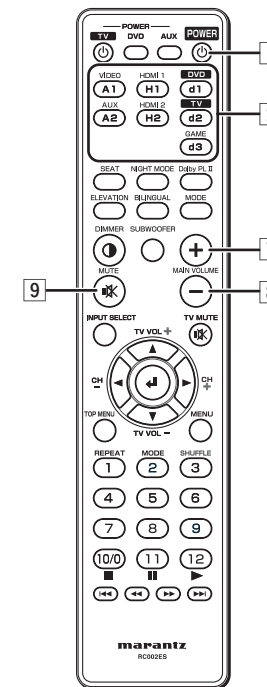 POWER
TV DVD AUX POWER
VIDEO HDMI 1 DVD
A1 H1 d1
AUX HDMI 2 TV
A2 H2 d2
GAME
d3
SEAT NIGHT MODE Dolby PL II
ELEVATION BILINGUAL MODE
DIMMER SUBWOOFER
+
MUTE MAIN VOLUME
9
−
INPUT SELECT TV VOL + TV MUTE
CH − CH +
TOP MENU TV VOL − MENU
REPEAT MODE SHUFFLE
1 2 3
4 5 6
7 8 9
10/0 11 12
marantz
RC002ES